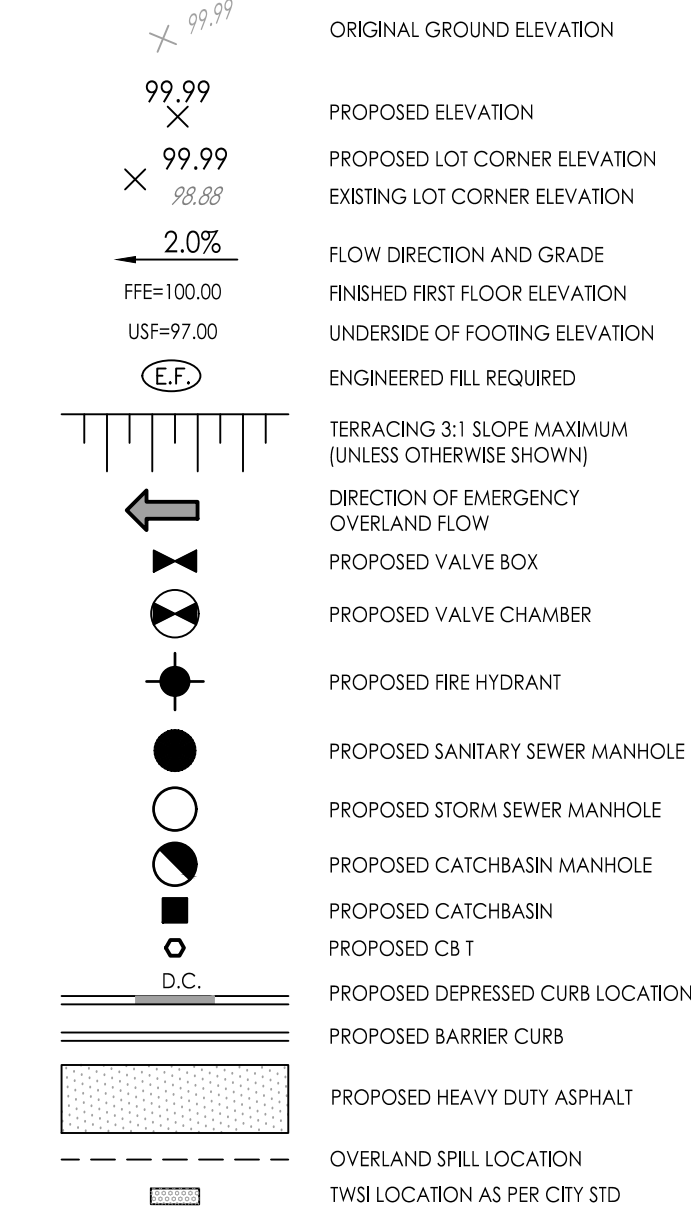 99.99
ORIGINAL GROUND ELEVATION
99.99
PROPOSED ELEVATION
99.99
PROPOSED LOT CORNER ELEVATION
98.88
EXISTING LOT CORNER ELEVATION
2.0%
FLOW DIRECTION AND GRADE
FFE=100.00
FINISHED FIRST FLOOR ELEVATION
USF=97.00
UNDERSIDE OF FOOTING ELEVATION
E.F.
ENGINEERED FILL REQUIRED
TERRACING 3:1 SLOPE MAXIMUM
(UNLESS OTHERWISE SHOWN)
DIRECTION OF EMERGENCY
OVERLAND FLOW
PROPOSED VALVE BOX
PROPOSED VALVE CHAMBER
PROPOSED FIRE HYDRANT
PROPOSED SANITARY SEWER MANHOLE
PROPOSED STORM SEWER MANHOLE
PROPOSED CATCHBASIN MANHOLE
PROPOSED CATCHBASIN
PROPOSED CB T
D.C.
PROPOSED DEPRESSED CURB LOCATION
PROPOSED BARRIER CURB
PROPOSED HEAVY DUTY ASPHALT
OVERLAND SPILL LOCATION
TWSI LOCATION AS PER CITY STD